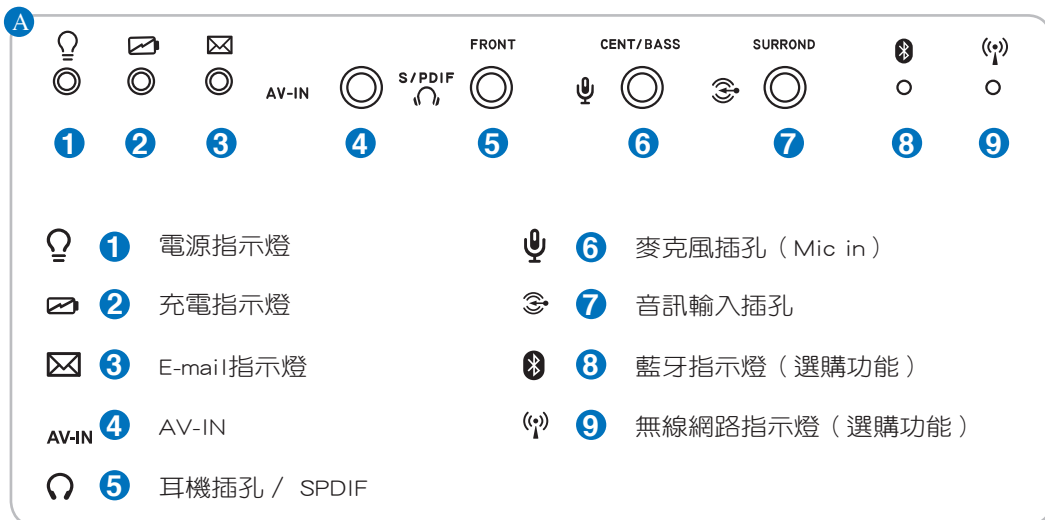 A
FRONT CENT/BASS SURROND
AV-IN S/PDIF
1 2 3 4 5 6 7 8 9
1 電源指示燈
2 充電指示燈
3 E-mail指示燈
AV-IN 4 AV-IN
5 耳機插孔 / SPDIF
6 麥克風插孔（Mic in）
7 音訊輸入插孔
8 藍牙指示燈（選購功能）
9 無線網路指示燈（選購功能）